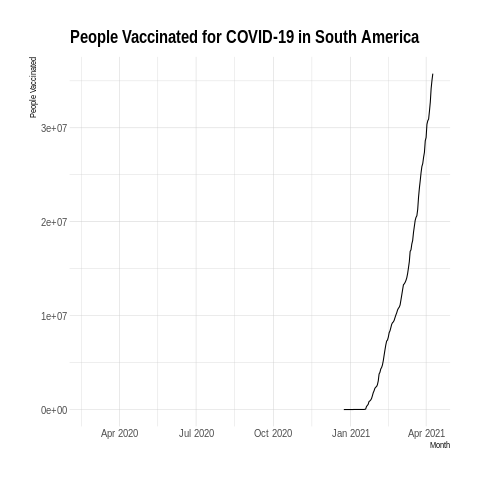 People Vaccinated for COVID-19 in South America
People Vaccinated
3e+07
2e+07
1e+07
0e+00
Apr 2020 Jul 2020 Oct 2020 Jan 2021 Apr 2021
Month